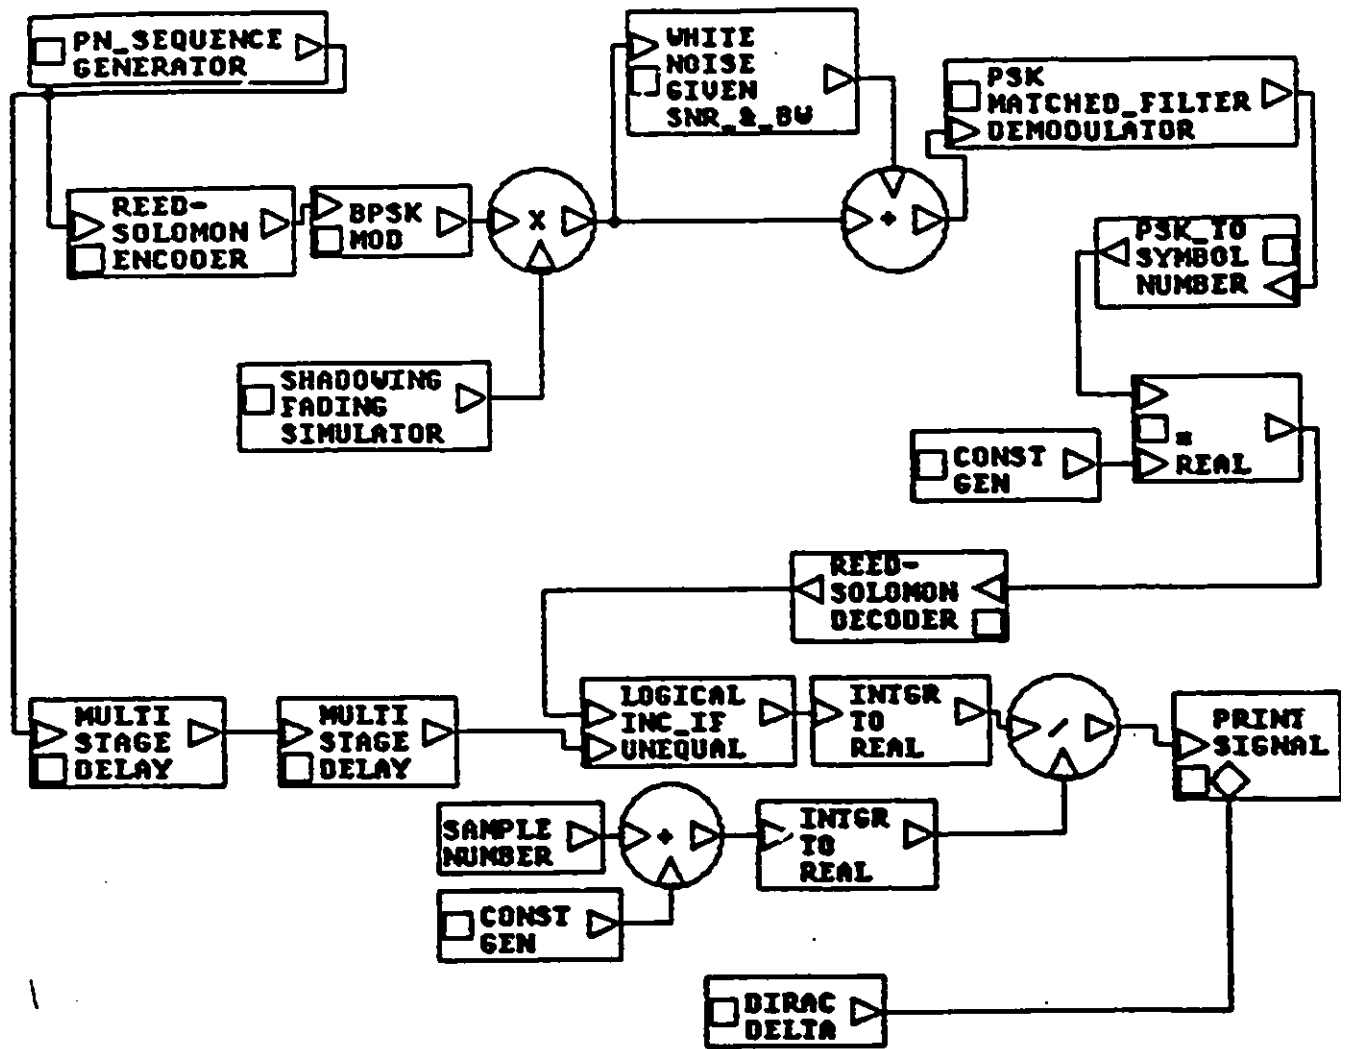 PN_SEQUENCE
GENERATOR
WHITE
NOISE
GIVEN
SNR_&_BW
PSK
MATCHED_FILTER
DEMODULATOR
REED-
SOLOMON
ENCODER
BPSK
MOD
X
+
PSK_TO
SYMBOL
NUMBER
SHADOWING
FADING
SIMULATOR
CONST
GEN
=
REAL
REED-
SOLOMON
DECODER
MULTI
STAGE
DELAY
MULTI
STAGE
DELAY
LOGICAL
INC_IF
UNEQUAL
INTGR
TO
REAL
/
PRINT
SIGNAL
SAMPLE
NUMBER
+
INTGR
TO
REAL
CONST
GEN
DIRAC
DELTA